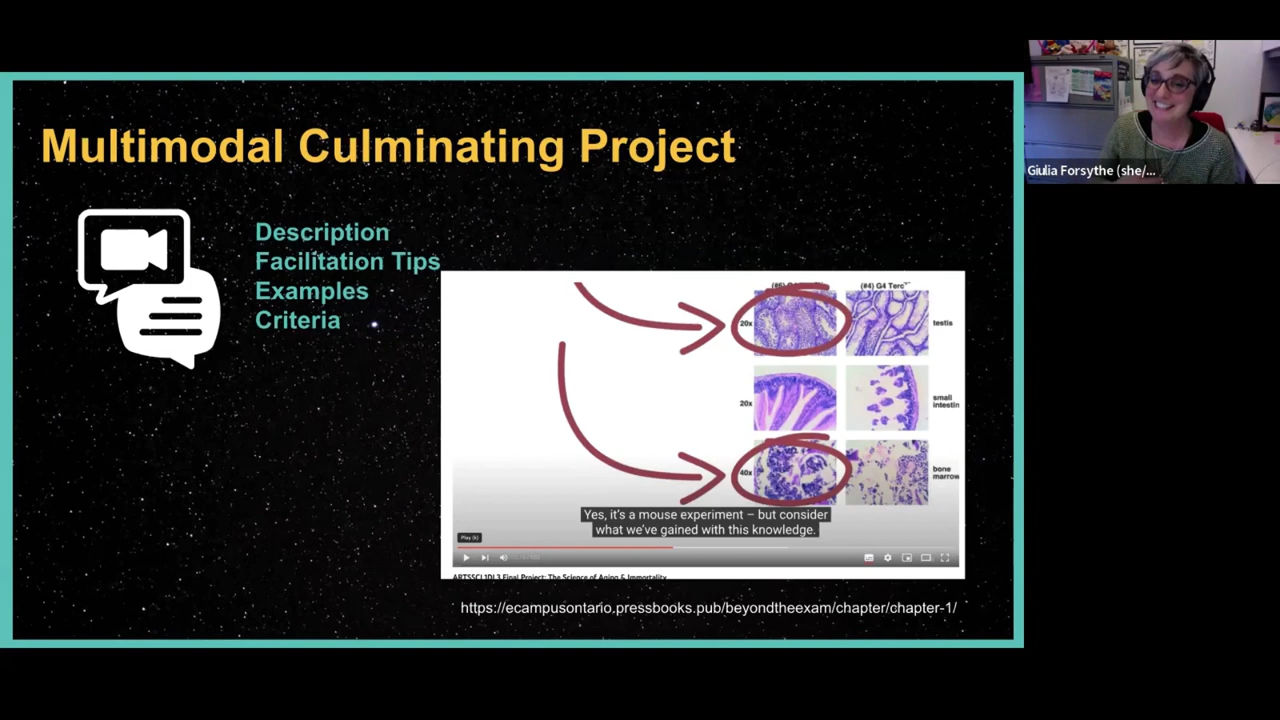 Multimodal Culminating Project
Giulia Forsythe (she/...
Description
Facilitation Tips
Examples
Criteria
(#4) G4 Terc
20x
testis
20x
small
intestin
40x
bone
marrow
Yes, it's a mouse experiment – but consider
what we've gained with this knowledge.
Play (k)
ARTSSCI 1DL3 Final Project: The Science of Aging & Immortality
https://ecampusontario.pressbooks.pub/beyondtheexam/chapter/chapter-1/